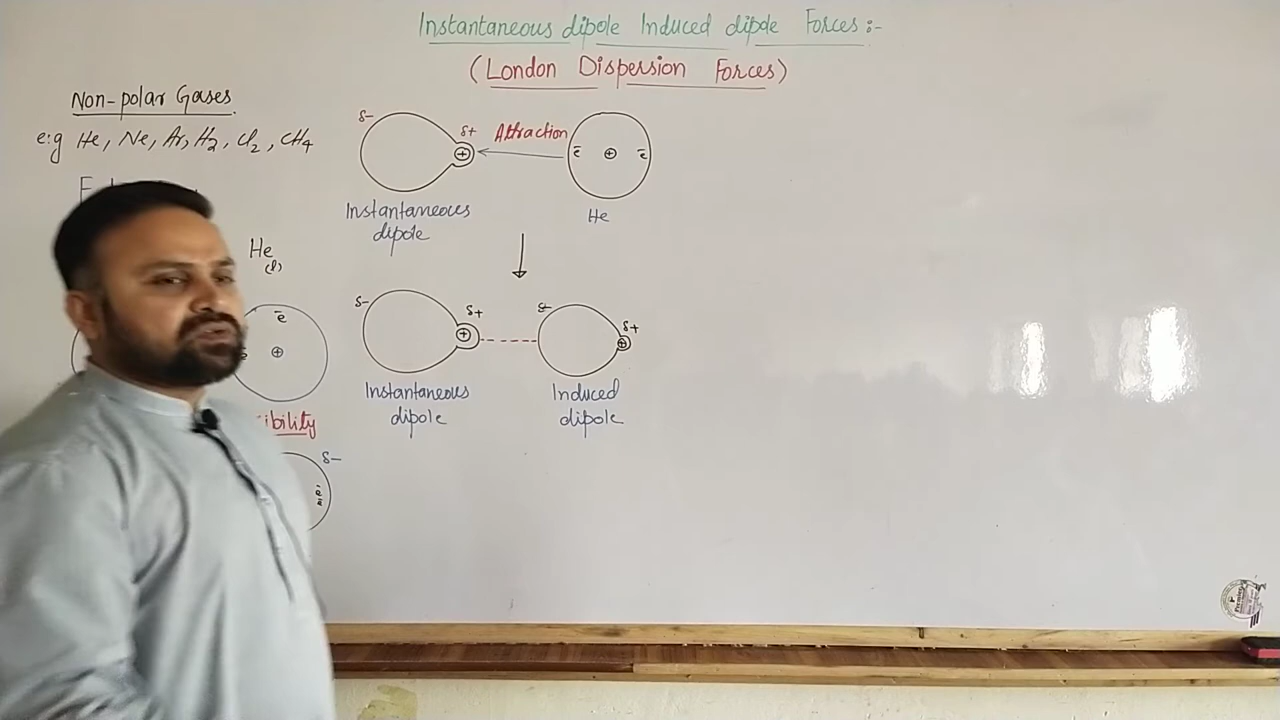 Instantaneous dipole Induced dipole Forces:-
(London Dispersion Forces)
Non-polar Gases
e:g He, Ne, Ar, H2, Cl2, CH4
He
(l)
e-
+
δ-
e-
δ-
δ+
+
Attraction
e- + e-
Instantaneous
dipole
He
δ-
δ+
+
δ-
δ+
+
Instantaneous
dipole
Induced
dipole